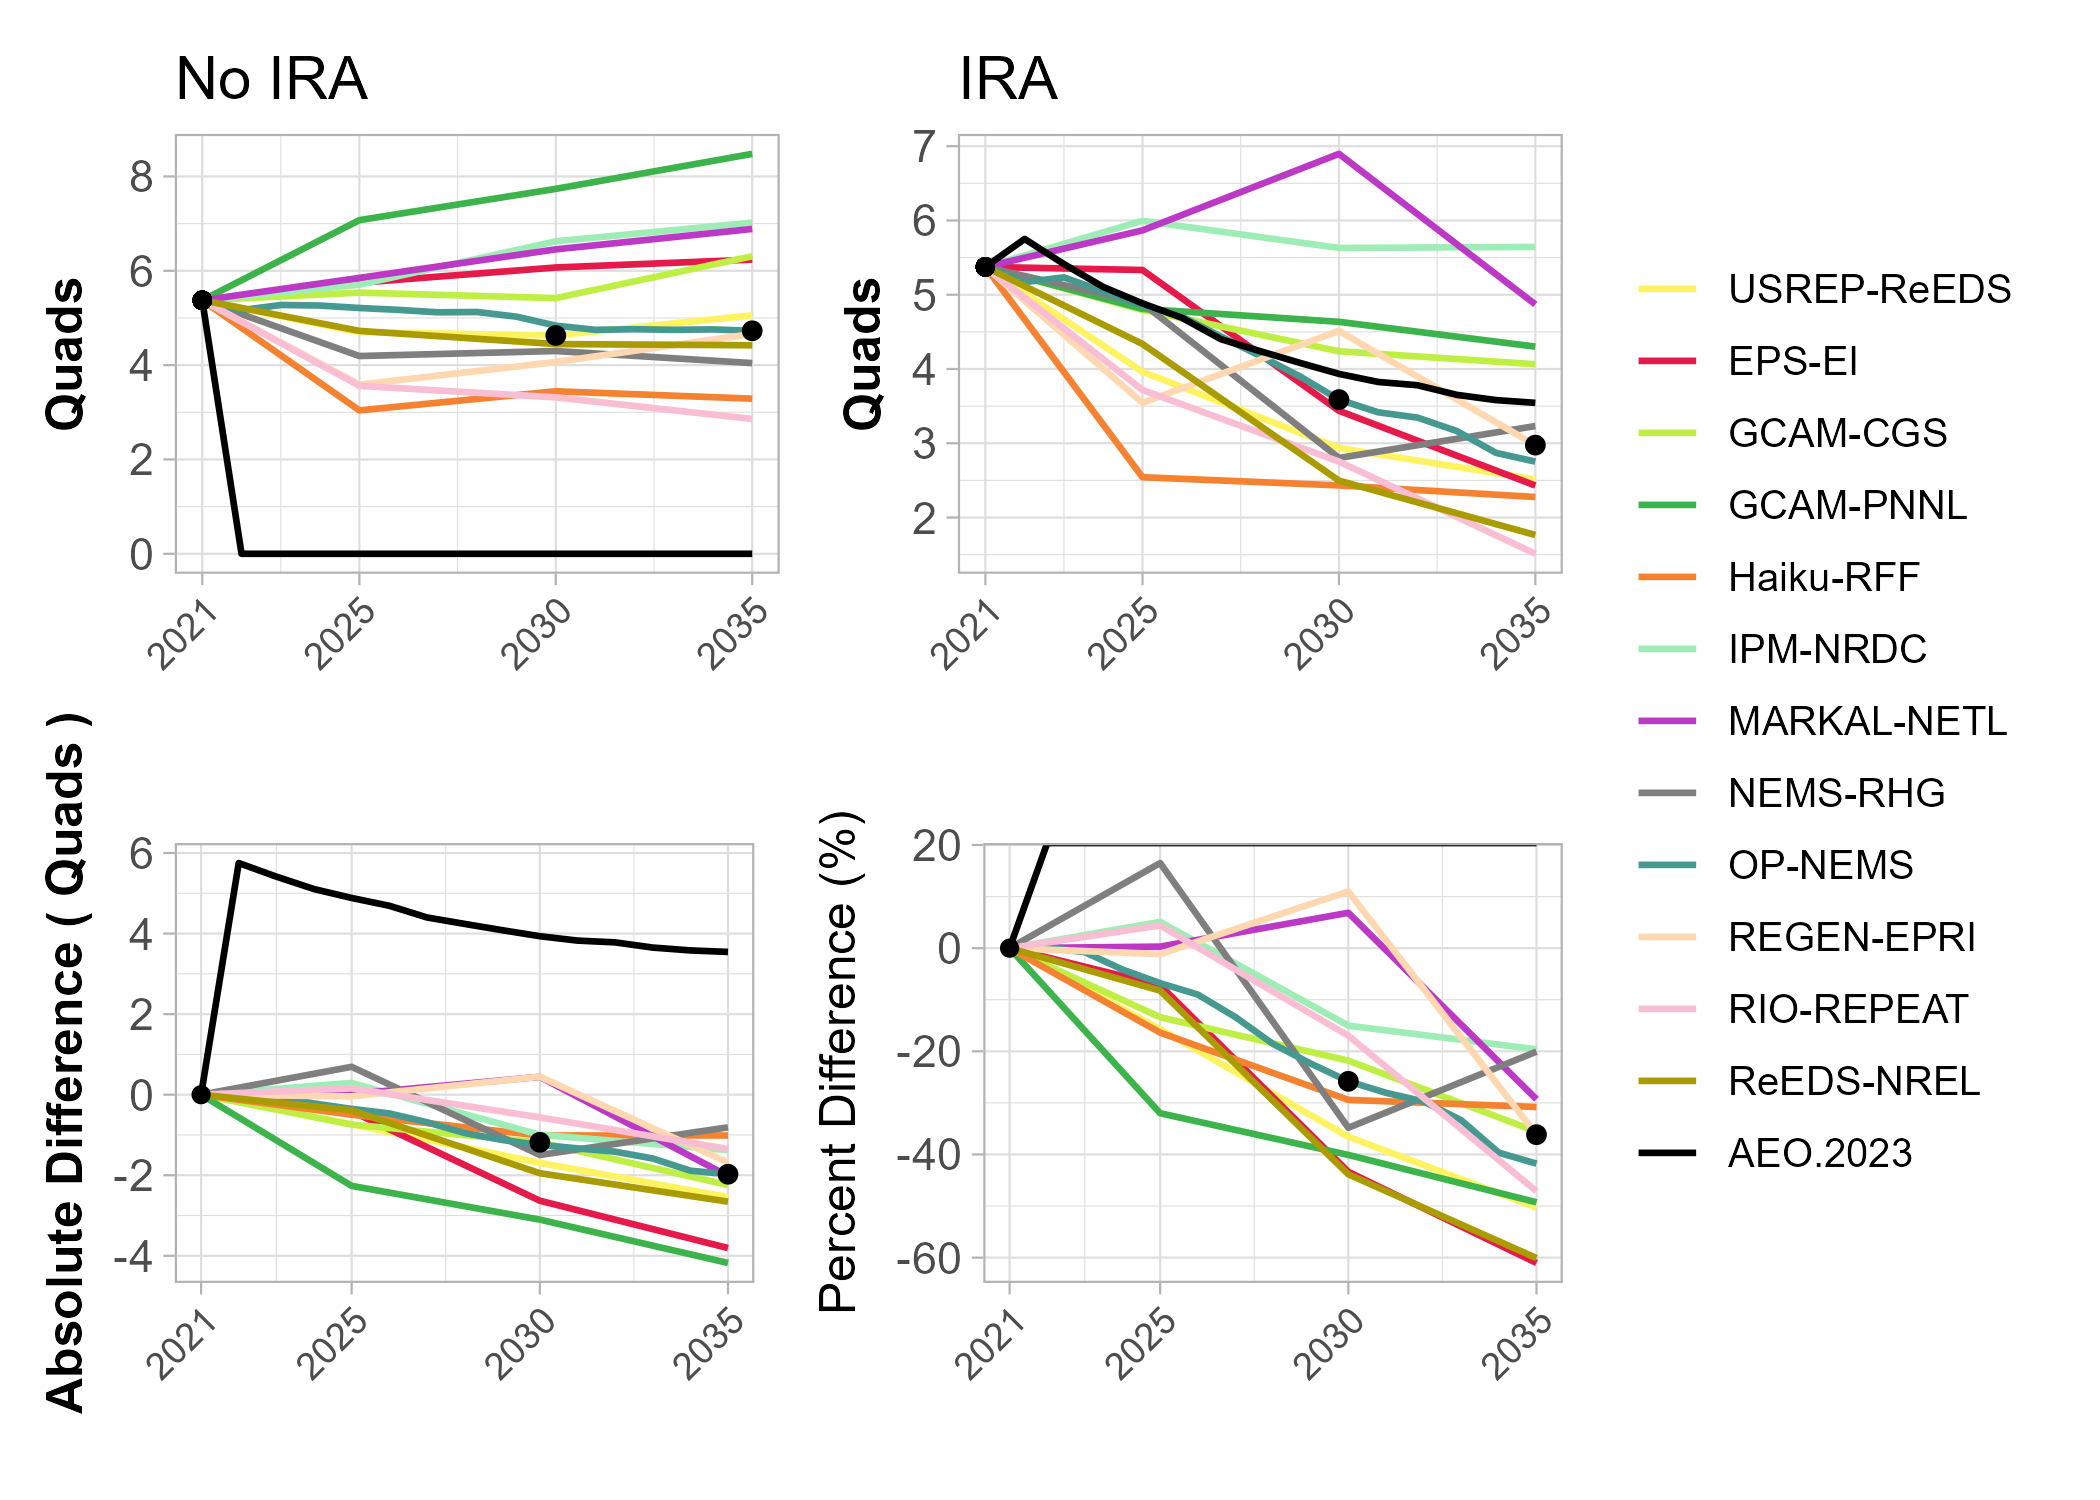 No IRA
Quads
8
6
4
2
0
2021
2025
2030
2035
IRA
Quads
7
6
5
4
3
2
2021
2025
2030
2035
Absolute Difference ( Quads )
6
4
2
0
-2
-4
2021
2025
2030
2035
Percent Difference (%)
20
0
-20
-40
-60
2021
2025
2030
2035
USREP-ReEDS
EPS-EI
GCAM-CGS
GCAM-PNNL
Haiku-RFF
IPM-NRDC
MARKAL-NETL
NEMS-RHG
OP-NEMS
REGEN-EPRI
RIO-REPEAT
ReEDS-NREL
AEO.2023